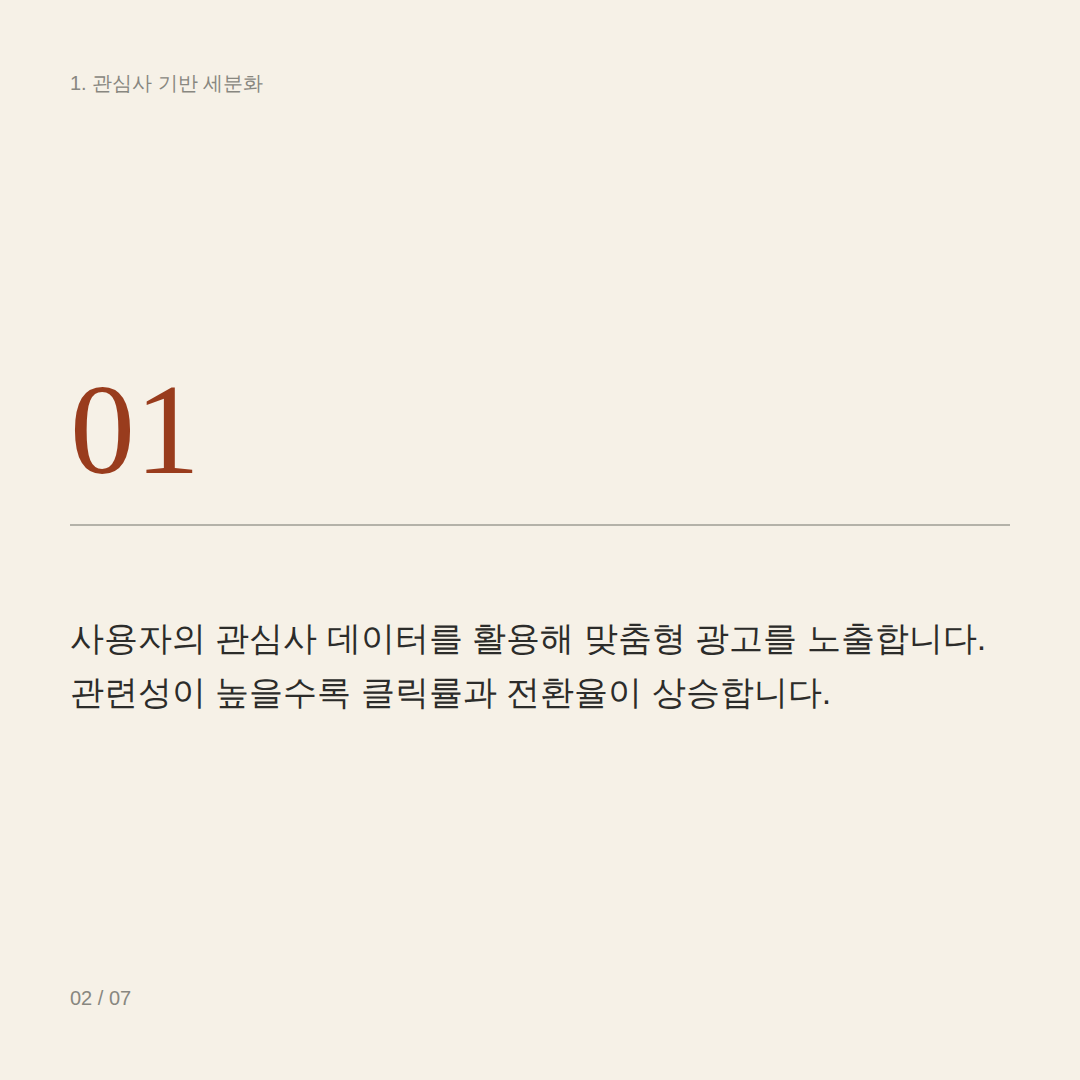 1. 관심사 기반 세분화
01
사용자의 관심사 데이터를 활용해 맞춤형 광고를 노출합니다.
관련성이 높을수록 클릭률과 전환율이 상승합니다.
02 / 07